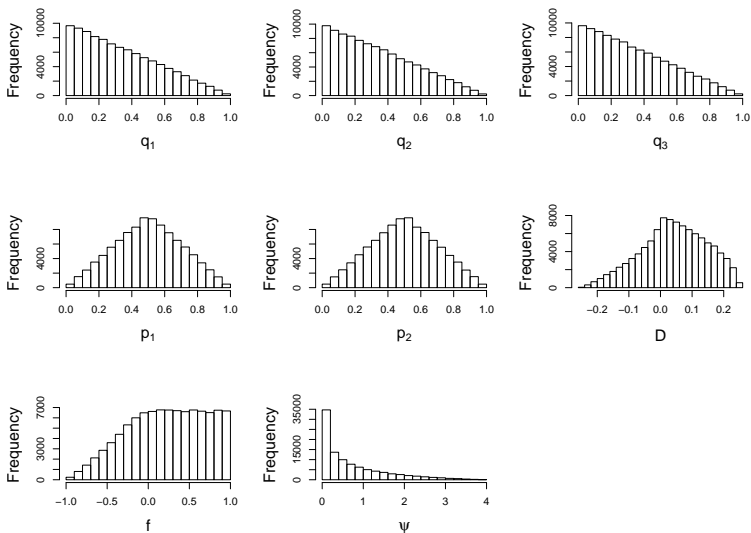 Frequency
0 4000 10000
0.0 0.2 0.4 0.6 0.8 1.0
q1
Frequency
0 4000 10000
0.0 0.2 0.4 0.6 0.8 1.0
q2
Frequency
0 4000 10000
0.0 0.2 0.4 0.6 0.8 1.0
q3
Frequency
0 4000
0.0 0.2 0.4 0.6 0.8 1.0
p1
Frequency
0 4000
0.0 0.2 0.4 0.6 0.8 1.0
p2
Frequency
0 4000 8000
−0.2 −0.1 0.0 0.1 0.2
D
Frequency
0 3000 7000
−1.0 −0.5 0.0 0.5 1.0
f
Frequency
0 15000 35000
0 1 2 3 4
ψ